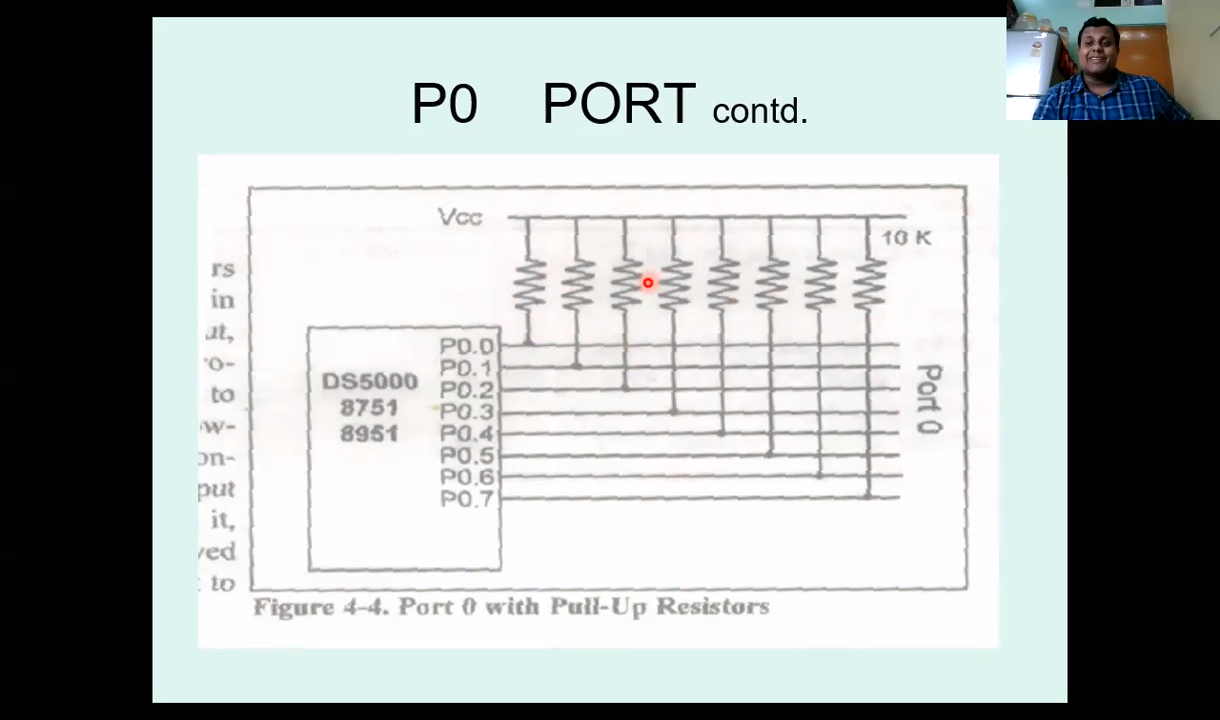 P0 PORT contd.
Vcc
10 K
rs
in
ut,
'o-
to
w-
on-
put
it,
ved
to
P0.0
P0.1
P0.2
P0.3
P0.4
P0.5
P0.6
P0.7
DS5000
8751
8951
Port 0
Figure 4-4. Port 0 with Pull-Up Resistors